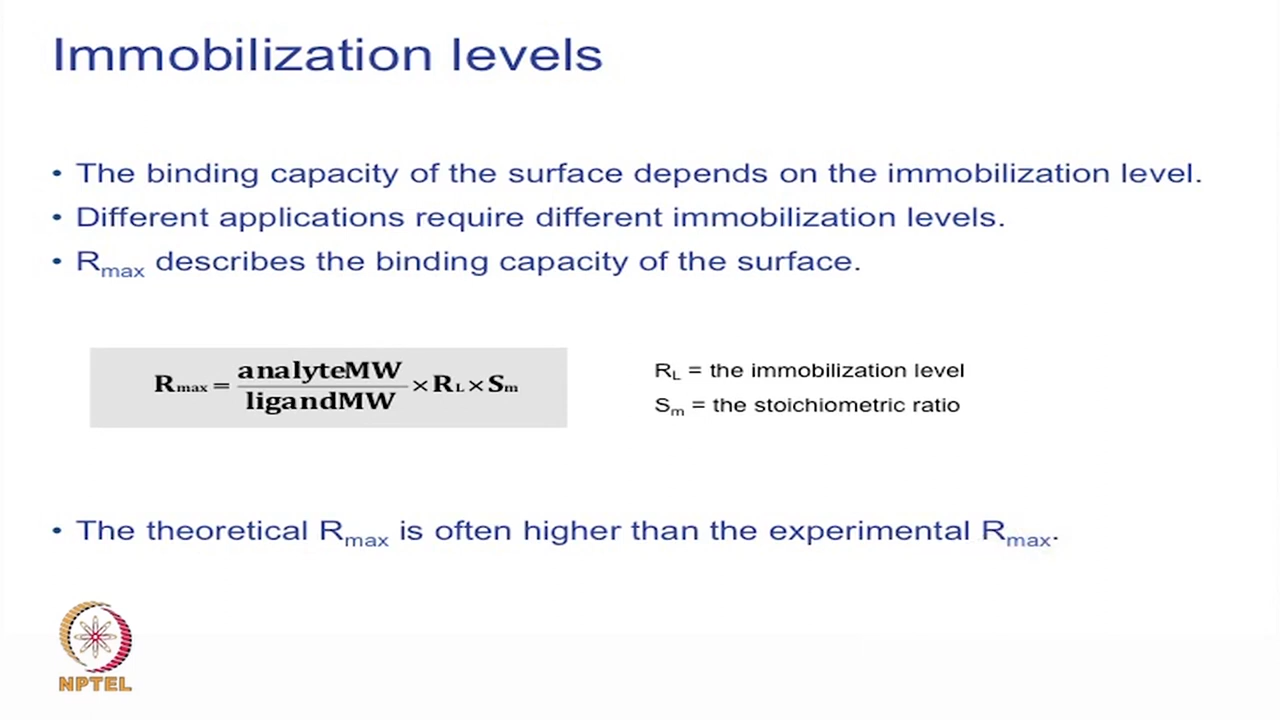 Immobilization levels
• The binding capacity of the surface depends on the immobilization level.
• Different applications require different immobilization levels.
• Rmax describes the binding capacity of the surface.
Rmax = analyteMW / ligandMW × RL × Sm
RL = the immobilization level
Sm = the stoichiometric ratio
• The theoretical Rmax is often higher than the experimental Rmax.
NPTEL